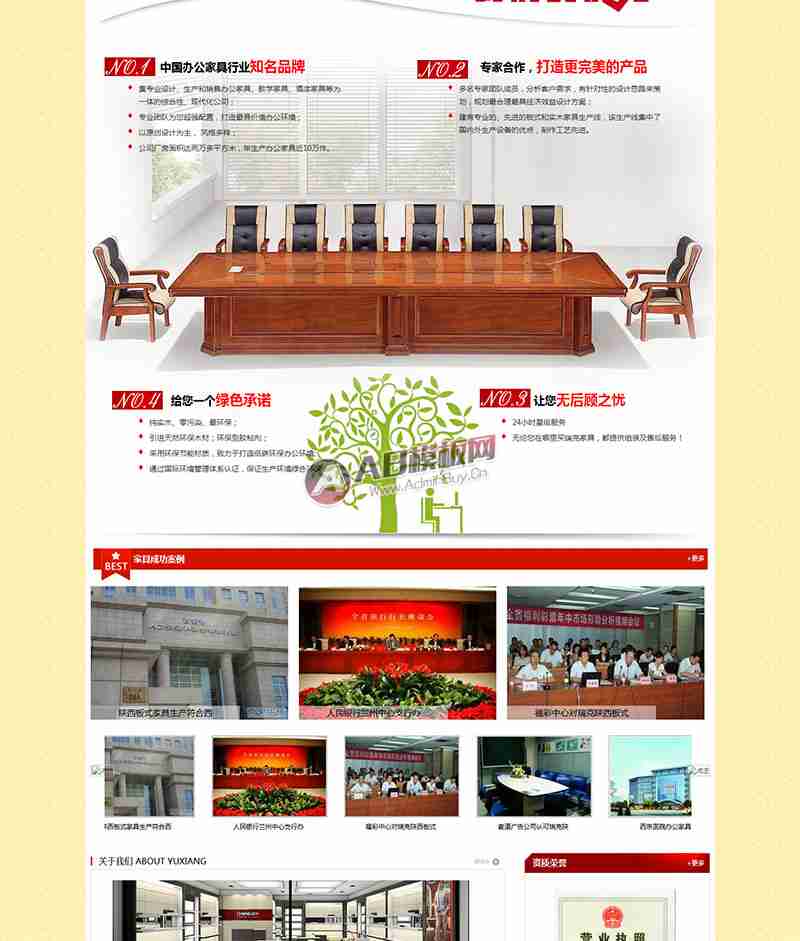 NO.1 中国办公家具行业知名品牌
集专业设计、生产和销售办公家具、教学家具、酒店家具等为
一体的综合性、现代化公司；
专业团队为您超强配置，打造最具价值办公环境；
以原创设计为主，风格多样；
公司厂房面积达两万多平方木，年生产办公家具近10万件。
NO.2 专家合作，打造更完美的产品
多名专家团队成员，分析客户需求，有针对性的设计思路来策
划，规划最合理最具经济效益设计方案；
建有专业的、先进的板式和实木家具生产线，该生产线集中了
国内外生产设备的优点，制作工艺先进。
NO.4 给您一个绿色承诺
纯实木、零污染、最环保；
引进天然环保木材；环保型胶粘剂；
采用环保节能材质，致力于打造低碳环保办公环境
通过国际环境管理体系认证，保证生产环境综合环
NO.3 让您无后顾之忧
24小时星级服务
无论您在哪里买瑞克家具，都提供组装及售后服务！
AB模板网
www.AdminBuy.Cn
BEST 家具成功案例
+更多
陕西板式家具生产符合西
人民银行兰州中心支行办
福彩中心对瑞克陕西板式
板式家具生产符合西
人民银行兰州中心支行办
福彩中心对瑞克陕西板式
广告公司认可瑞克陕
西京医院办公家具
关于我们 ABOUT YUXIANG
资质荣誉
+更多
营业执照